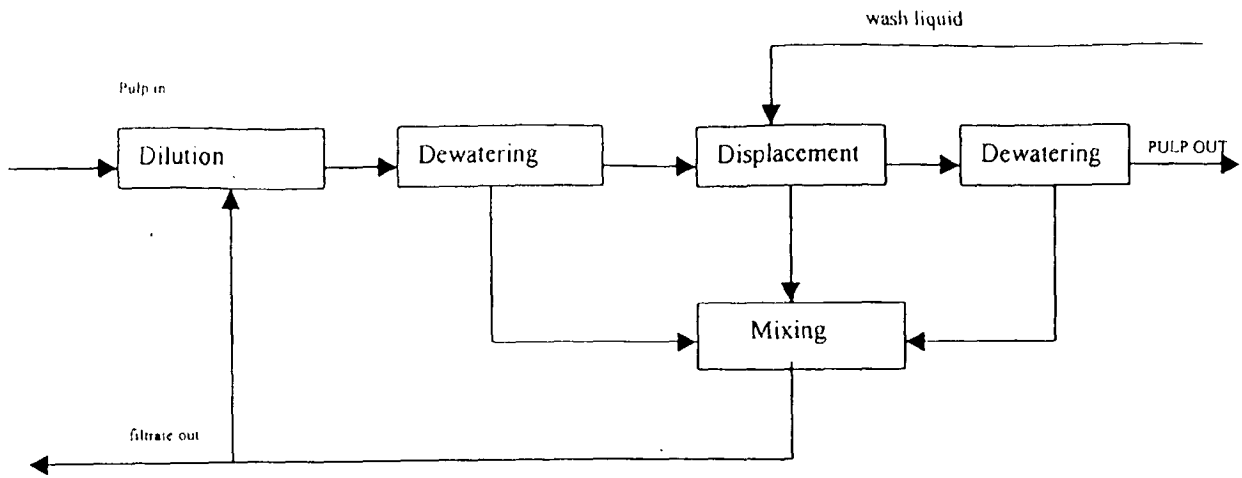 wash liquid
Pulp in
Dilution
Dewatering
Displacement
Dewatering
PULP OUT
Mixing
filtrate out